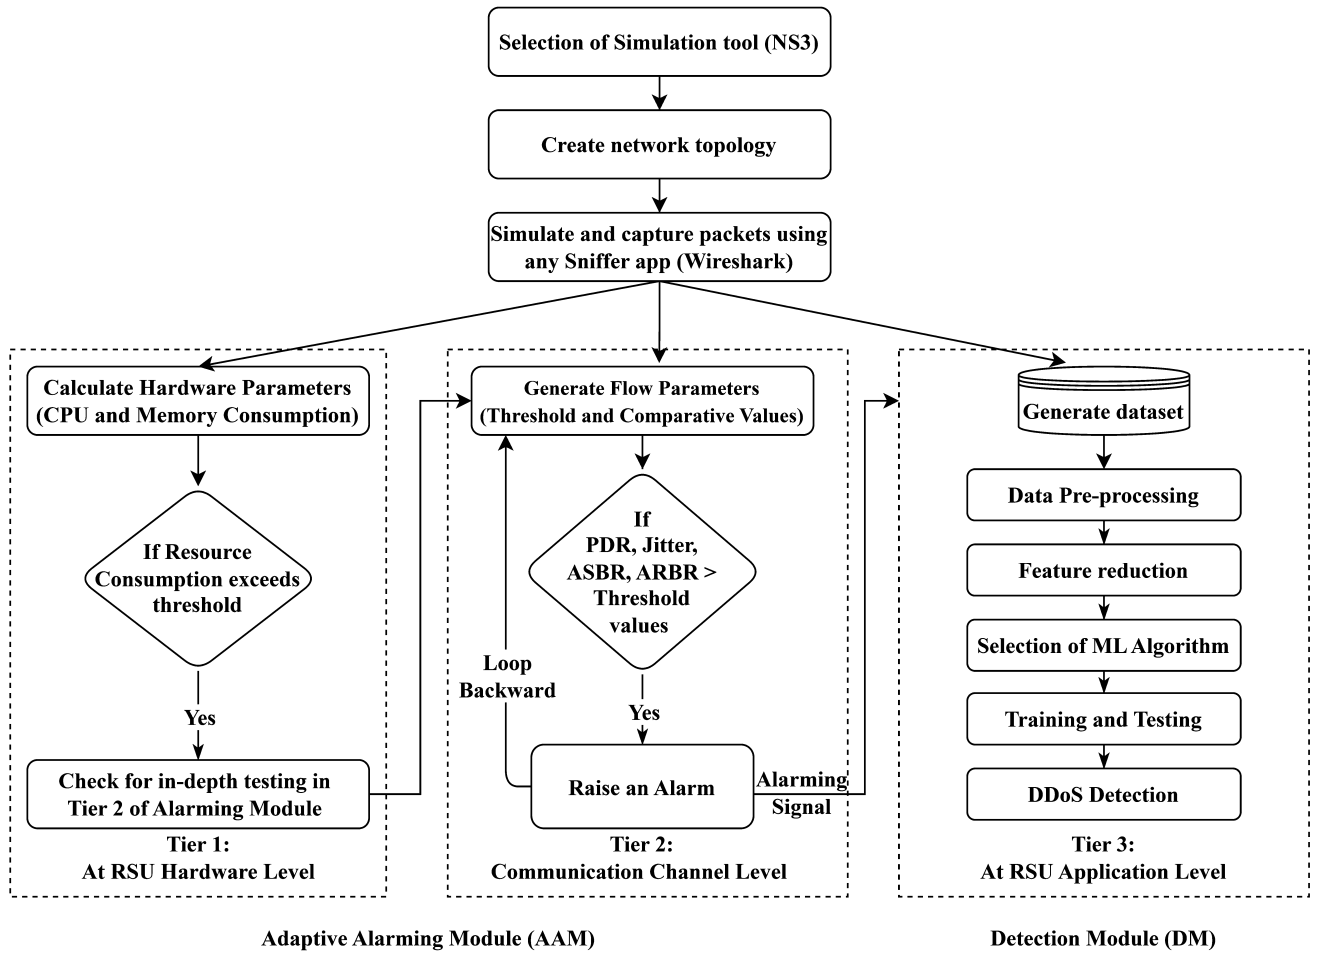 Selection of Simulation tool (NS3)
Create network topology
Simulate and capture packets using
any Sniffer app (Wireshark)
Calculate Hardware Parameters
(CPU and Memory Consumption)
If Resource
Consumption exceeds
threshold
Yes
Check for in-depth testing in
Tier 2 of Alarming Module
Tier 1:
At RSU Hardware Level
Generate Flow Parameters
(Threshold and Comparative Values)
If
PDR, Jitter,
ASBR, ARBR >
Threshold
values
Loop
Backward
Yes
Raise an Alarm
Alarming
Signal
Tier 2:
Communication Channel Level
Generate dataset
Data Pre-processing
Feature reduction
Selection of ML Algorithm
Training and Testing
DDoS Detection
Tier 3:
At RSU Application Level
Adaptive Alarming Module (AAM)
Detection Module (DM)